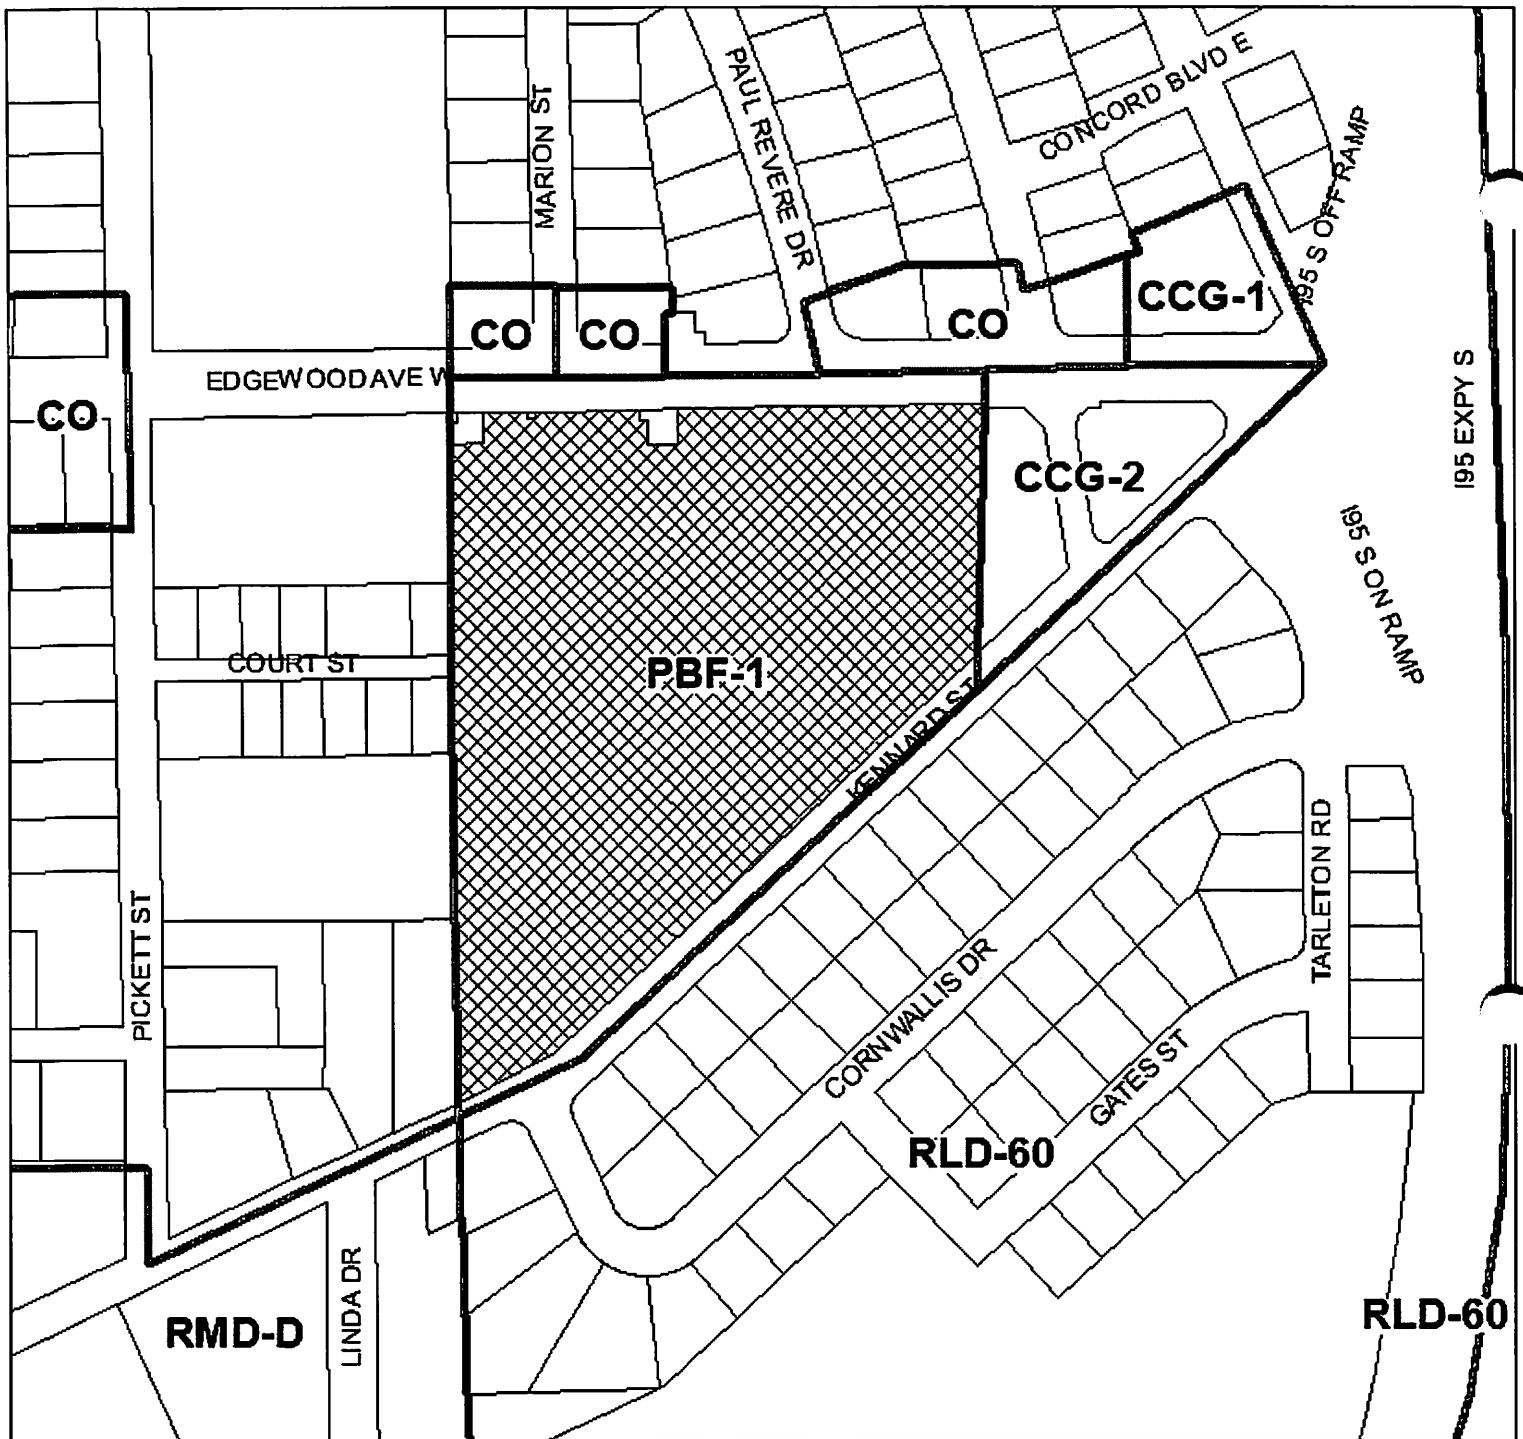 PAUL REVERE DR
CONCORD BLVD E
MARION ST
I95 S OFF RAMP
CCG-1
CO
CO
CO
EDGEWOOD AVE W
CO
I95 EXPY S
CCG-2
I95 S ON RAMP
COURT ST
PBF-1
KENNARD ST
TARLETON RD
PICKETT ST
CORNWALLIS DR
GATES ST
RLD-60
LINDA DR
RMD-D
RLD-60